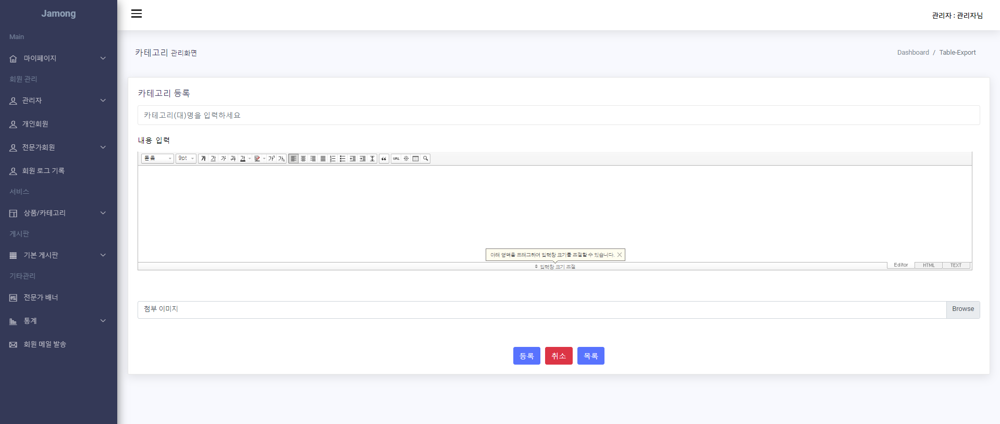 Jamong
관리자 : 관리자님
Main
마이페이지
회원 관리
관리자
개인회원
전문가회원
회원 로그 기록
서비스
상품/카테고리
게시판
기본 게시판
기타관리
전문가 배너
통계
회원 메일 발송
카테고리 관리화면
Dashboard / Table-Export
카테고리 등록
카테고리(대)명을 입력하세요
내용 입력
돋움 9pt 가 가 가 가 가 가 가 URL
아래 영역을 드래그하여 입력창 크기를 조절할 수 있습니다.
입력창 크기 조절
Editor HTML TEXT
첨부 이미지 Browse
등록 취소 목록